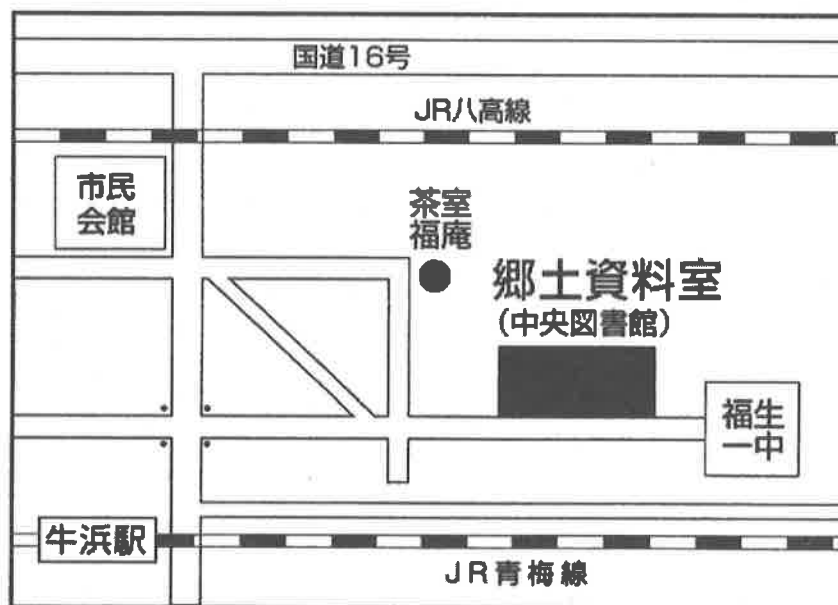 国道16号
JR八高線
市民
会館
茶室
福庵
郷土資料室
（中央図書館）
福生
一中
牛浜駅
JR青梅線